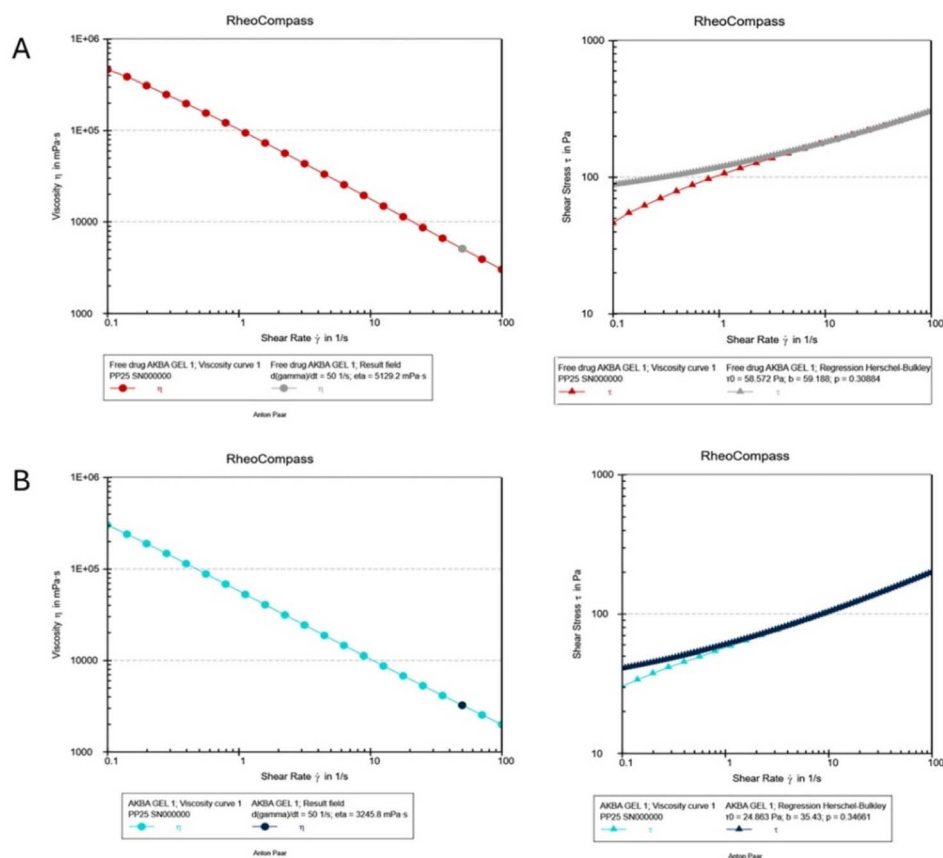 RheoCompass
A
1E+06
1E+05
10000
1000
Viscosity η in mPa·s
0.1 1 10 100
Shear Rate γ̇ in 1/s
Free drug AKBA GEL 1; Viscosity curve 1
PP25 SN000000
η
Free drug AKBA GEL 1; Result field
d(gamma)/dt = 50 1/s; eta = 5129.2 mPa·s
η
Anton Paar
RheoCompass
1000
100
10
Shear Stress τ in Pa
0.1 1 10 100
Shear Rate γ̇ in 1/s
Free drug AKBA GEL 1; Viscosity curve 1
PP25 SN000000
τ
Free drug AKBA GEL 1; Regression Herschel-Bulkley
τ0 = 58.572 Pa; b = 59.188; p = 0.30884
τ
Anton Paar
RheoCompass
B
1E+06
1E+05
10000
1000
Viscosity η in mPa·s
0.1 1 10 100
Shear Rate γ̇ in 1/s
AKBA GEL 1; Viscosity curve 1
PP25 SN000000
η
AKBA GEL 1; Result field
d(gamma)/dt = 50 1/s; eta = 3245.8 mPa·s
η
Anton Paar
RheoCompass
1000
100
10
Shear Stress τ in Pa
0.1 1 10 100
Shear Rate γ̇ in 1/s
AKBA GEL 1; Viscosity curve 1
PP25 SN000000
τ
AKBA GEL 1; Regression Herschel-Bulkley
τ0 = 24.863 Pa; b = 35.43; p = 0.34661
τ
Anton Paar